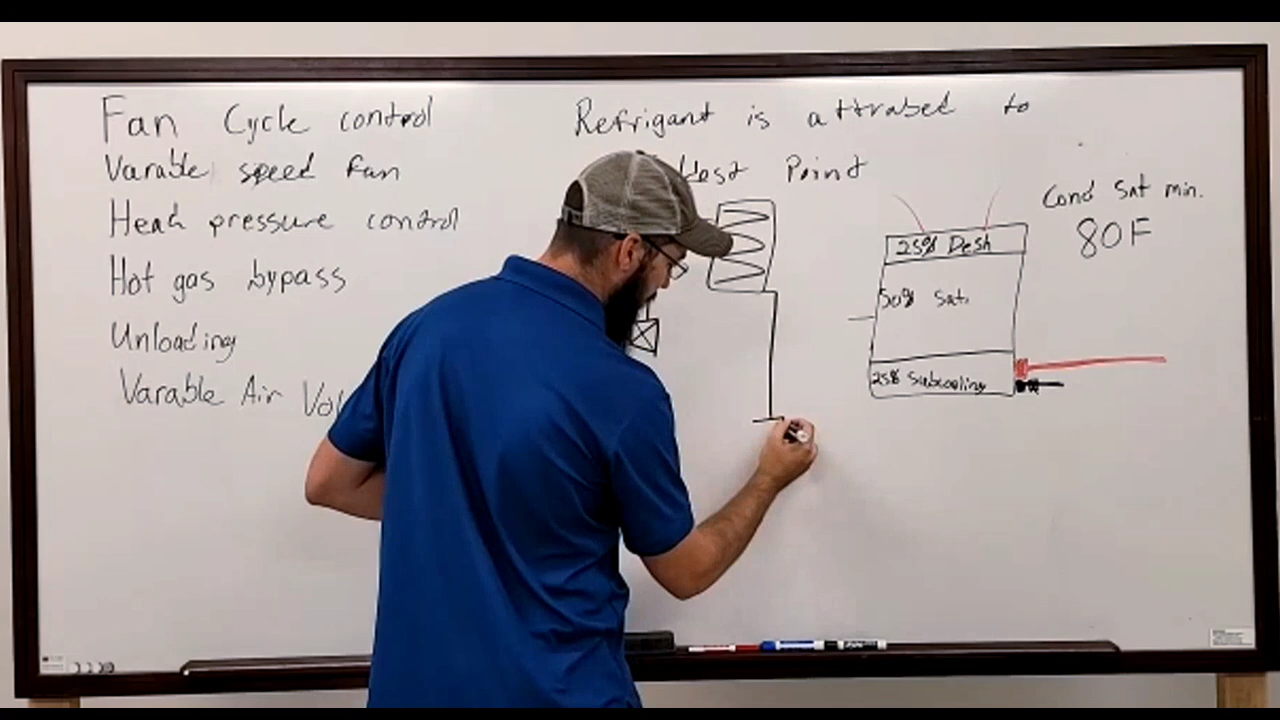 Fan Cycle control
Varable speed fan
Head pressure control
Hot gas bypass
Unloading
Varable Air
Refrigant is attrabed to
Point
25% Desh
50% Sat.
25% Subcooling
Cond Sat min.
80F